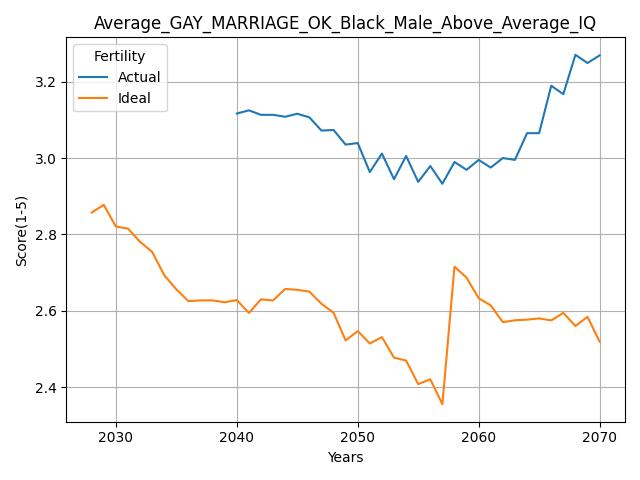 Average_GAY_MARRIAGE_OK_Black_Male_Above_Average_IQ
Fertility
Actual
Ideal
3.2
3.0
2.8
2.6
2.4
Score(1-5)
2030
2040
2050
2060
2070
Years